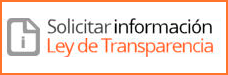 Solicitar información
Ley de Transparencia